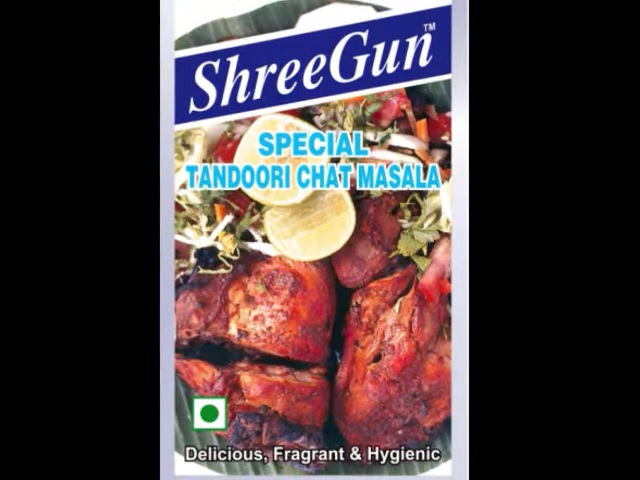 ShreeGun™
SPECIAL
TANDOORI CHAT MASALA
Delicious, Fragrant & Hygienic